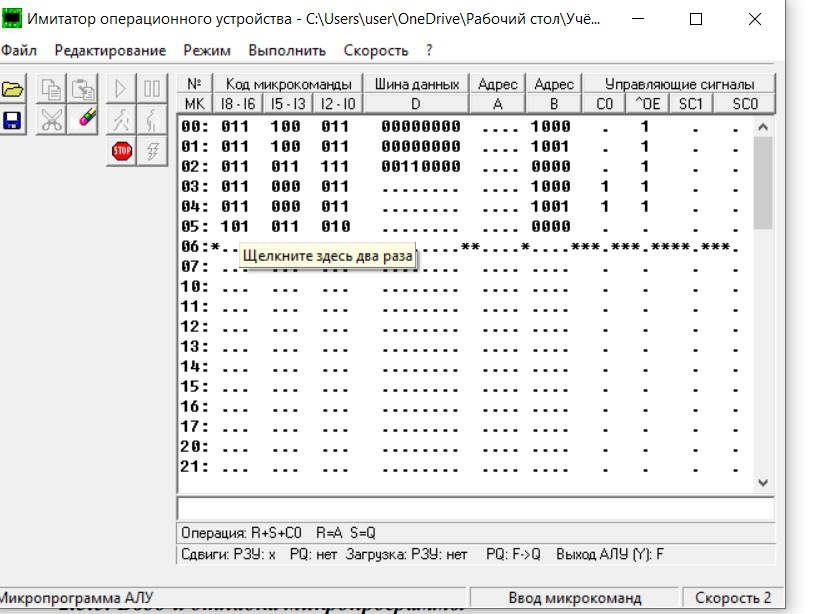 Имитатор операционного устройства - C:\Users\user\OneDrive\Рабочий стол\Учё...
Файл Редактирование Режим Выполнить Скорость ?
№ Код микрокоманды Шина данных Адрес Адрес Управляющие сигналы
МК I8 - I6 I5 - I3 I2 - I0 D A B C0 ^OE SC1 SC0
00: 011 100 011 00000000 .... 1000 . 1 . .
01: 011 100 011 00000000 .... 1001 . 1 . .
02: 011 011 111 00110000 .... 0000 . 1 . .
03: 011 000 011 ........ .... 1000 1 1 . .
04: 011 000 011 ........ .... 1001 1 1 . .
05: 101 011 010 ........ .... 0000 . . . .
06:*. .....**....*....***.***.****.***.
Щелкните здесь два раза
07: ... ... ... ........ .... .... . . . .
10: ... ... ... ........ .... .... . . . .
11: ... ... ... ........ .... .... . . . .
12: ... ... ... ........ .... .... . . . .
13: ... ... ... ........ .... .... . . . .
14: ... ... ... ........ .... .... . . . .
15: ... ... ... ........ .... .... . . . .
16: ... ... ... ........ .... .... . . . .
17: ... ... ... ........ .... .... . . . .
20: ... ... ... ........ .... .... . . . .
21: ... ... ... ........ .... .... . . . .
STOP
Операция: R+S+C0 R=A S=Q
Сдвиги: РЗУ: x PQ: нет Загрузка: РЗУ: нет PQ: F->Q Выход АЛУ (Y): F
Микропрограмма АЛУ Ввод микрокоманд Скорость 2